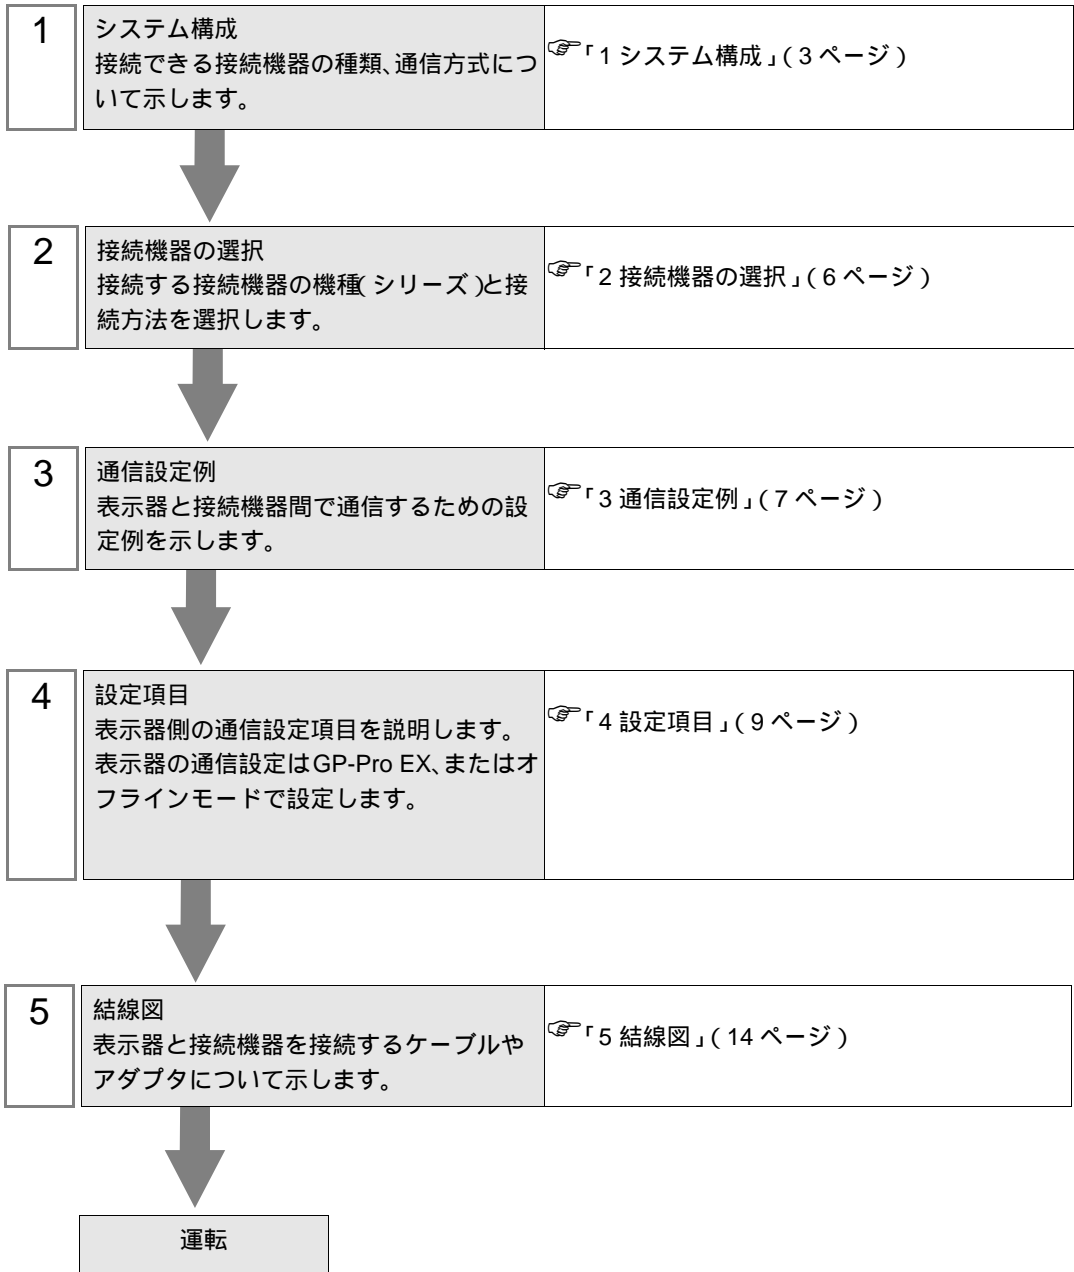 1
システム構成
接続できる接続機器の種類、通信方式につ
いて示します。
☞「1 システム構成」( 3 ページ )
2
接続機器の選択
接続する接続機器の機種( シリーズ )と接
続方法を選択します。
☞「2 接続機器の選択」( 6 ページ )
3
通信設定例
表示器と接続機器間で通信するための設
定例を示します。
☞「3 通信設定例」( 7 ページ )
4
設定項目
表示器側の通信設定項目を説明します。
表示器の通信設定はGP-Pro EX、またはオ
フラインモードで設定します。
☞「4 設定項目」( 9 ページ )
5
結線図
表示器と接続機器を接続するケーブルや
アダプタについて示します。
☞「5 結線図」( 14 ページ )
運転